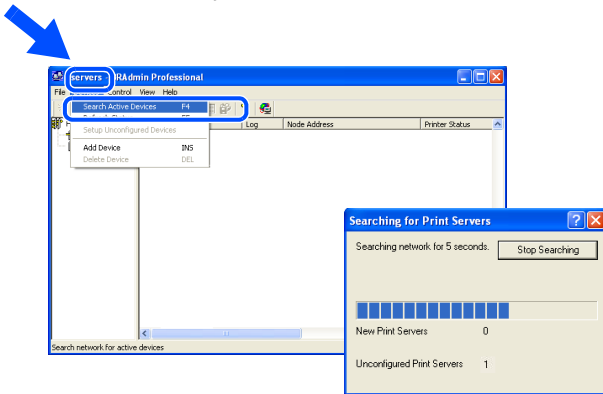 servers RAdmin Professional
File Control View Help
Search Active Devices F4
F5
Setup Unconfigured Devices
Add Device INS
Delete Device DEL
Log Node Address Printer Status
Search network for active devices
Searching for Print Servers
Searching network for 5 seconds.
Stop Searching
New Print Servers 0
Unconfigured Print Servers 1